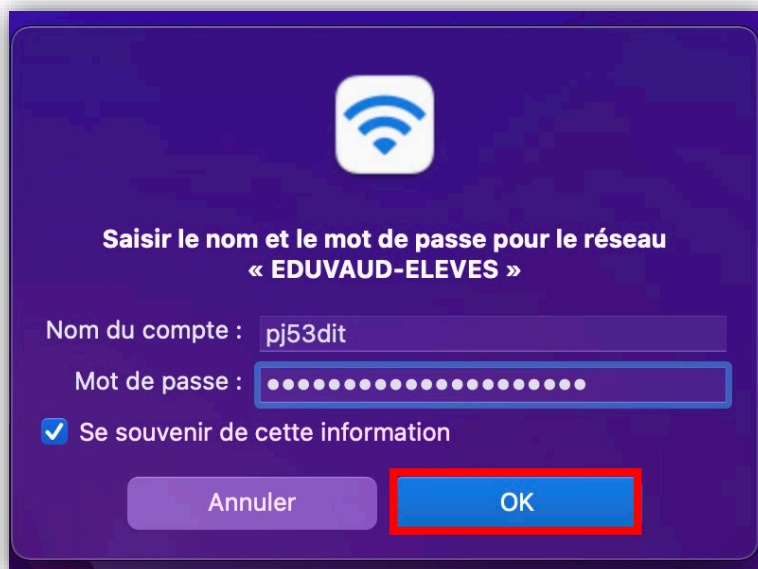 Saisir le nom et le mot de passe pour le réseau
« EDUVAUD-ELEVES »
Nom du compte : pj53dit
Mot de passe : ●●●●●●●●●●●●●●●●●●●●●
Se souvenir de cette information
Annuler OK